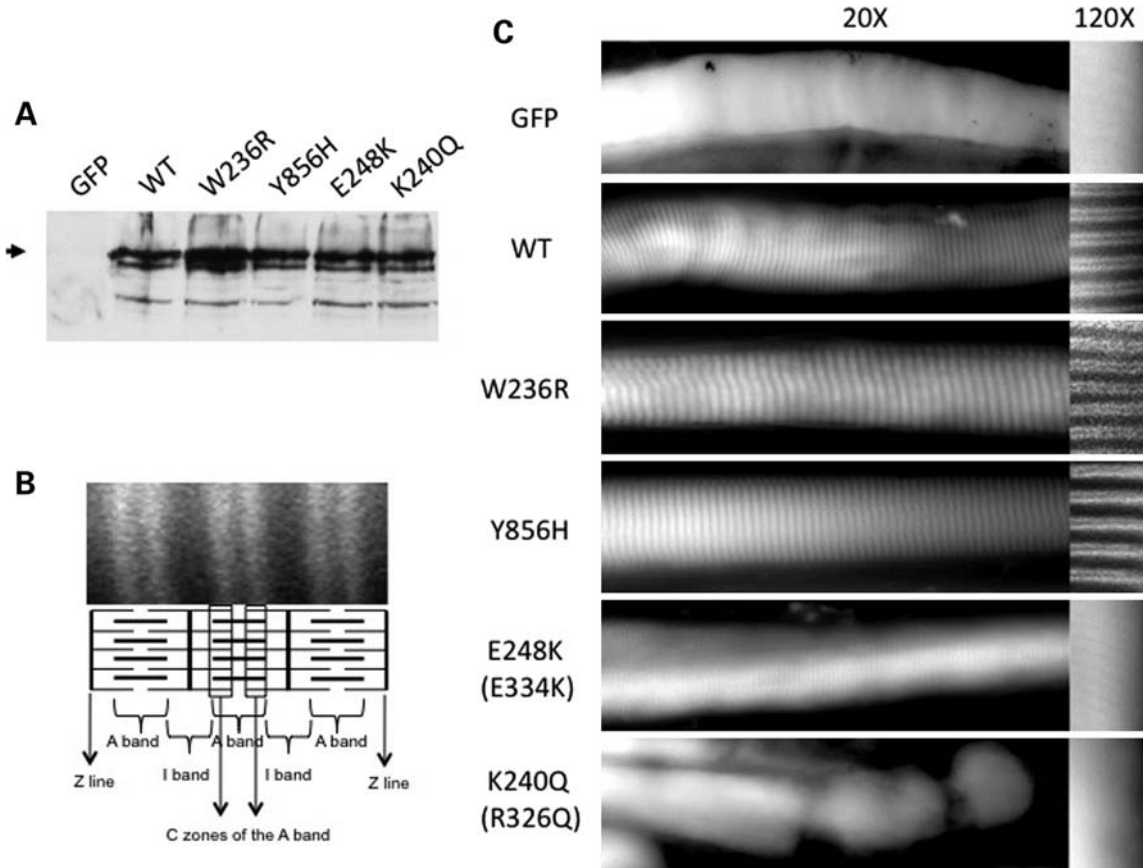 A
GFP
WT
W236R
Y856H
E248K
K240Q
B
A band
A band
A band
I band
I band
Z line
Z line
C zones of the A band
C
20X
120X
GFP
WT
W236R
Y856H
E248K
(E334K)
K240Q
(R326Q)